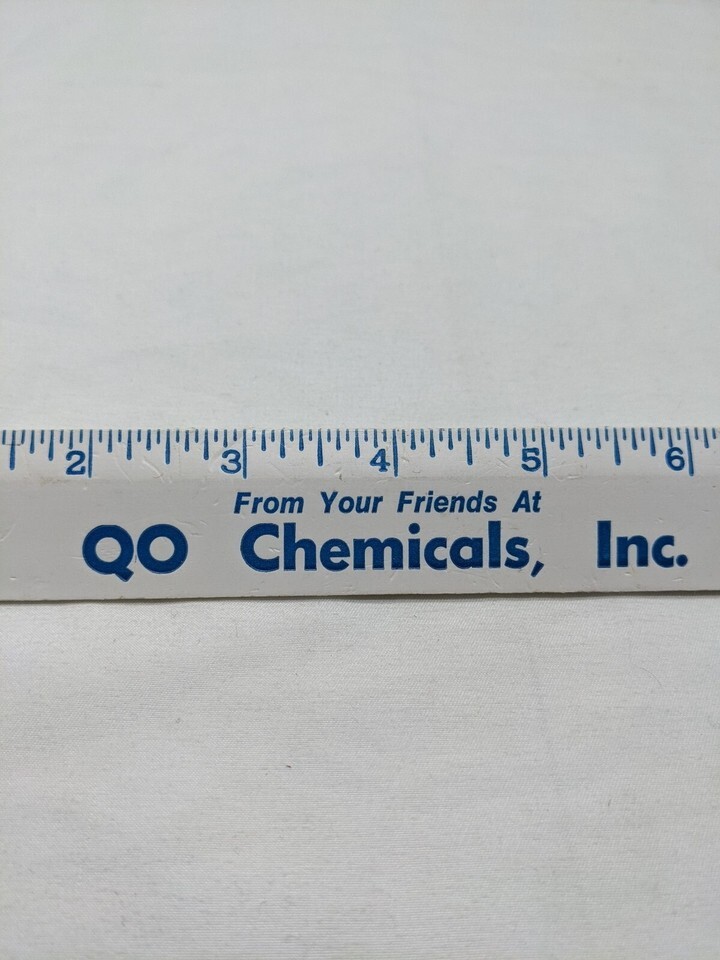 2 3 4 5 6
From Your Friends At
QO Chemicals, Inc.